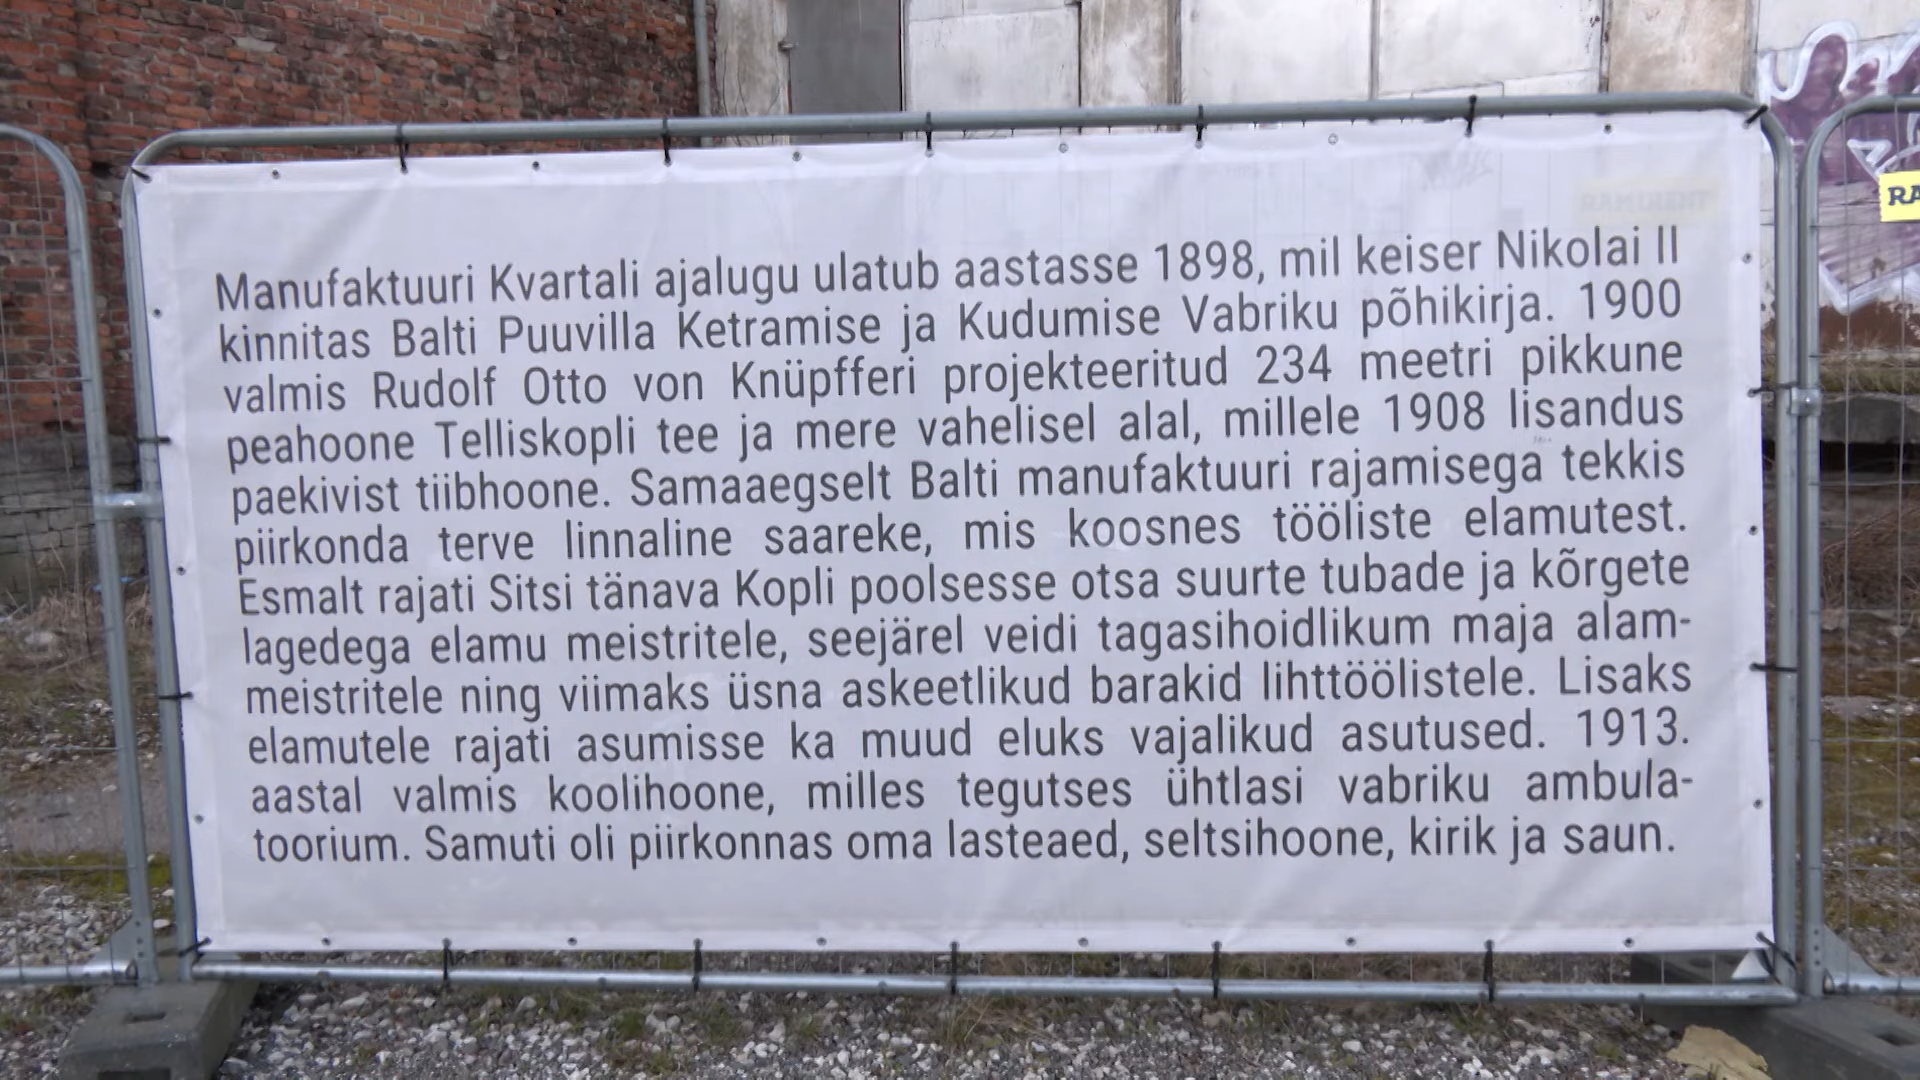 Manufaktuuri Kvartali ajalugu ulatub aastasse 1898, mil keiser Nikolai II
kinnitas Balti Puuvilla Ketramise ja Kudumise Vabriku põhikirja. 1900
valmis Rudolf Otto von Knüpfferi projekteeritud 234 meetri pikkune
peahoone Telliskopli tee ja mere vahelisel alal, millele 1908 lisandus
paekivist tiibhoone. Samaaegselt Balti manufaktuuri rajamisega tekkis
piirkonda terve linnaline saareke, mis koosnes tööliste elamutest.
Esmalt rajati Sitsi tänava Kopli poolsesse otsa suurte tubade ja kõrgete
lagedega elamu meistritele, seejärel veidi tagasihoidlikum maja alam-
meistritele ning viimaks üsna askeetlikud barakid lihttöölistele. Lisaks
elamutele rajati asumisse ka muud eluks vajalikud asutused. 1913.
aastal valmis koolihoone, milles tegutses ühtlasi vabriku ambula-
toorium. Samuti oli piirkonnas oma lasteaed, seltsihoone, kirik ja saun.
RA